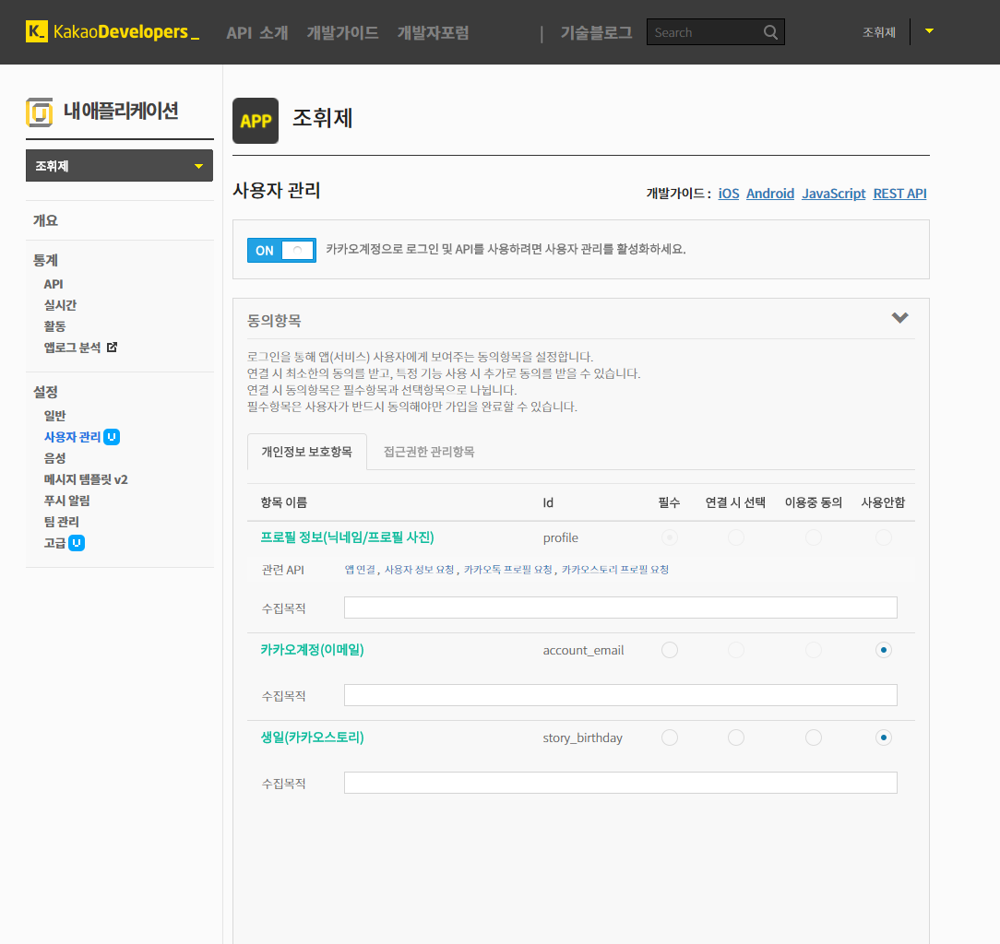 K_ KakaoDevelopers_ API 소개 개발가이드 개발자포럼 | 기술블로그 Search 조휘제
내 애플리케이션
조휘제
개요
통계
API
실시간
활동
앱로그 분석
설정
일반
사용자 관리 U
음성
메시지 템플릿 v2
푸시 알림
팀 관리
고급 U
APP 조휘제
사용자 관리 개발가이드 : iOS Android JavaScript REST API
ON 카카오계정으로 로그인 및 API를 사용하려면 사용자 관리를 활성화하세요.
동의항목
로그인을 통해 앱(서비스) 사용자에게 보여주는 동의항목을 설정합니다.
연결 시 최소한의 동의를 받고, 특정 기능 사용 시 추가로 동의를 받을 수 있습니다.
연결 시 동의항목은 필수항목과 선택항목으로 나뉩니다.
필수항목은 사용자가 반드시 동의해야만 가입을 완료할 수 있습니다.
개인정보 보호항목 접근권한 관리항목
항목 이름 Id 필수 연결 시 선택 이용중 동의 사용안함
프로필 정보(닉네임/프로필 사진) profile
관련 API 앱 연결 , 사용자 정보 요청 , 카카오톡 프로필 요청 , 카카오스토리 프로필 요청
수집목적
카카오계정(이메일) account_email
수집목적
생일(카카오스토리) story_birthday
수집목적